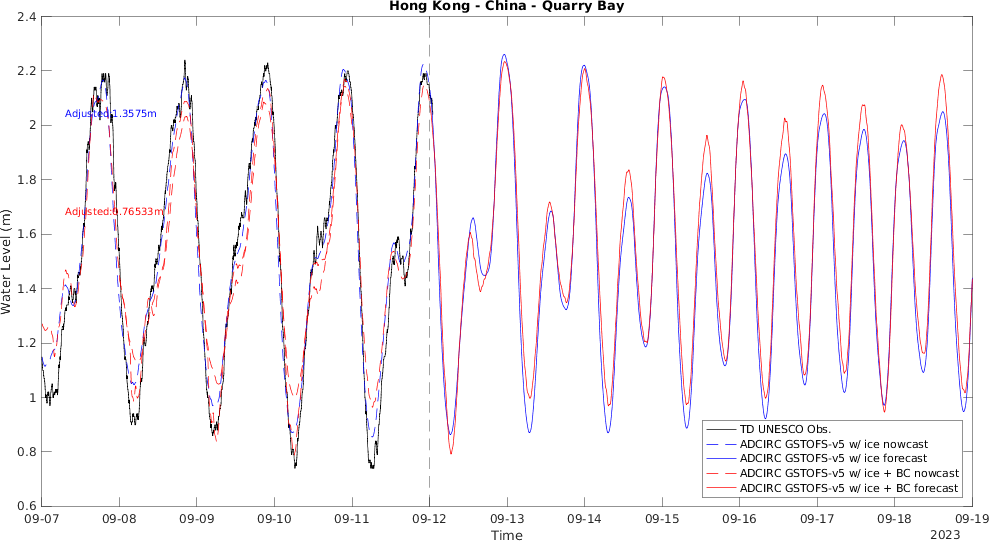 Hong Kong - China - Quarry Bay
2.4
2.2
2
1.8
1.6
1.4
1.2
1
0.8
0.6
Water Level (m)
Adjusted:1.3575m
Adjusted:0.76533m
TD UNESCO Obs.
ADCIRC GSTOFS-v5 w/ ice nowcast
ADCIRC GSTOFS-v5 w/ ice forecast
ADCIRC GSTOFS-v5 w/ ice + BC nowcast
ADCIRC GSTOFS-v5 w/ ice + BC forecast
09-07 09-08 09-09 09-10 09-11 09-12 09-13 09-14 09-15 09-16 09-17 09-18 09-19
Time
2023